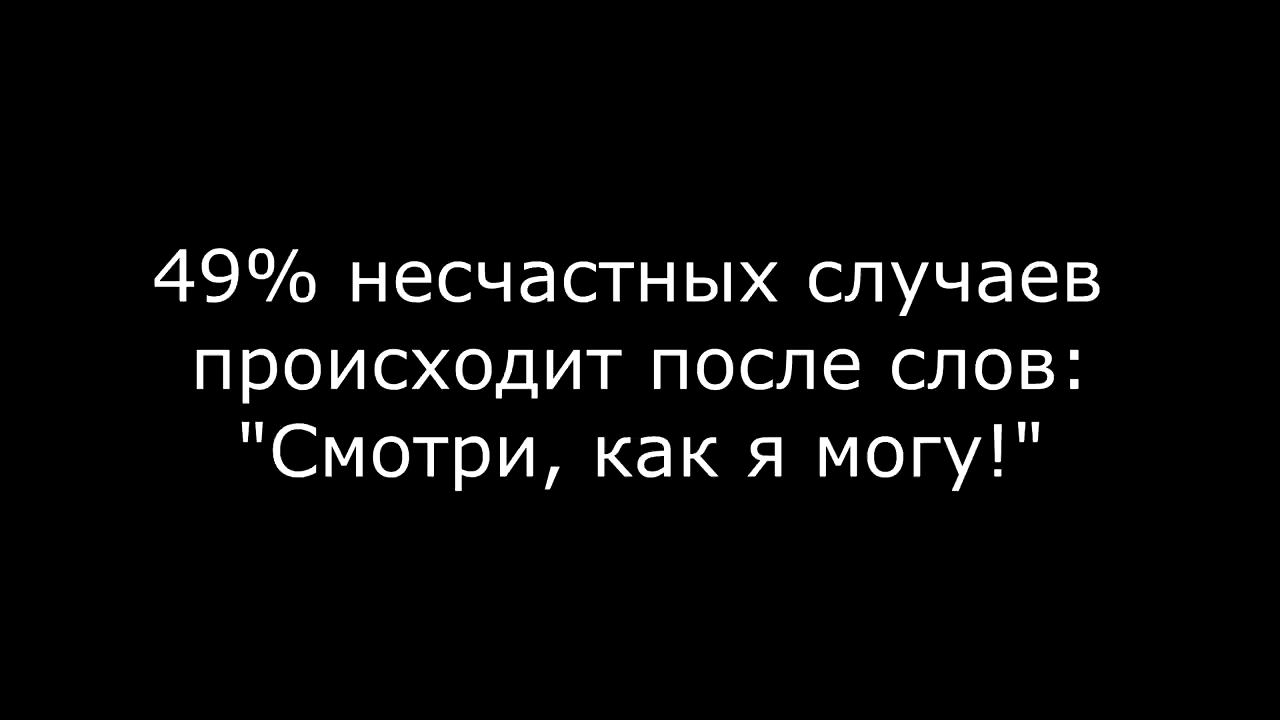 49% несчастных случаев
происходит после слов:
"Смотри, как я могу!"